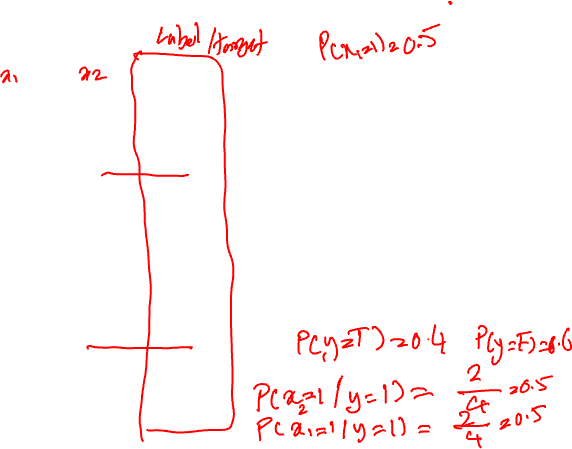 Label/target P(x₁=1)=0.5
x₁ x₂
P(y=T)=0.4 P(y=F)=0.6
P(x₂=1/y=1) = 2/4 =0.5
P(x₁=1/y=1) = 2/4 =0.5